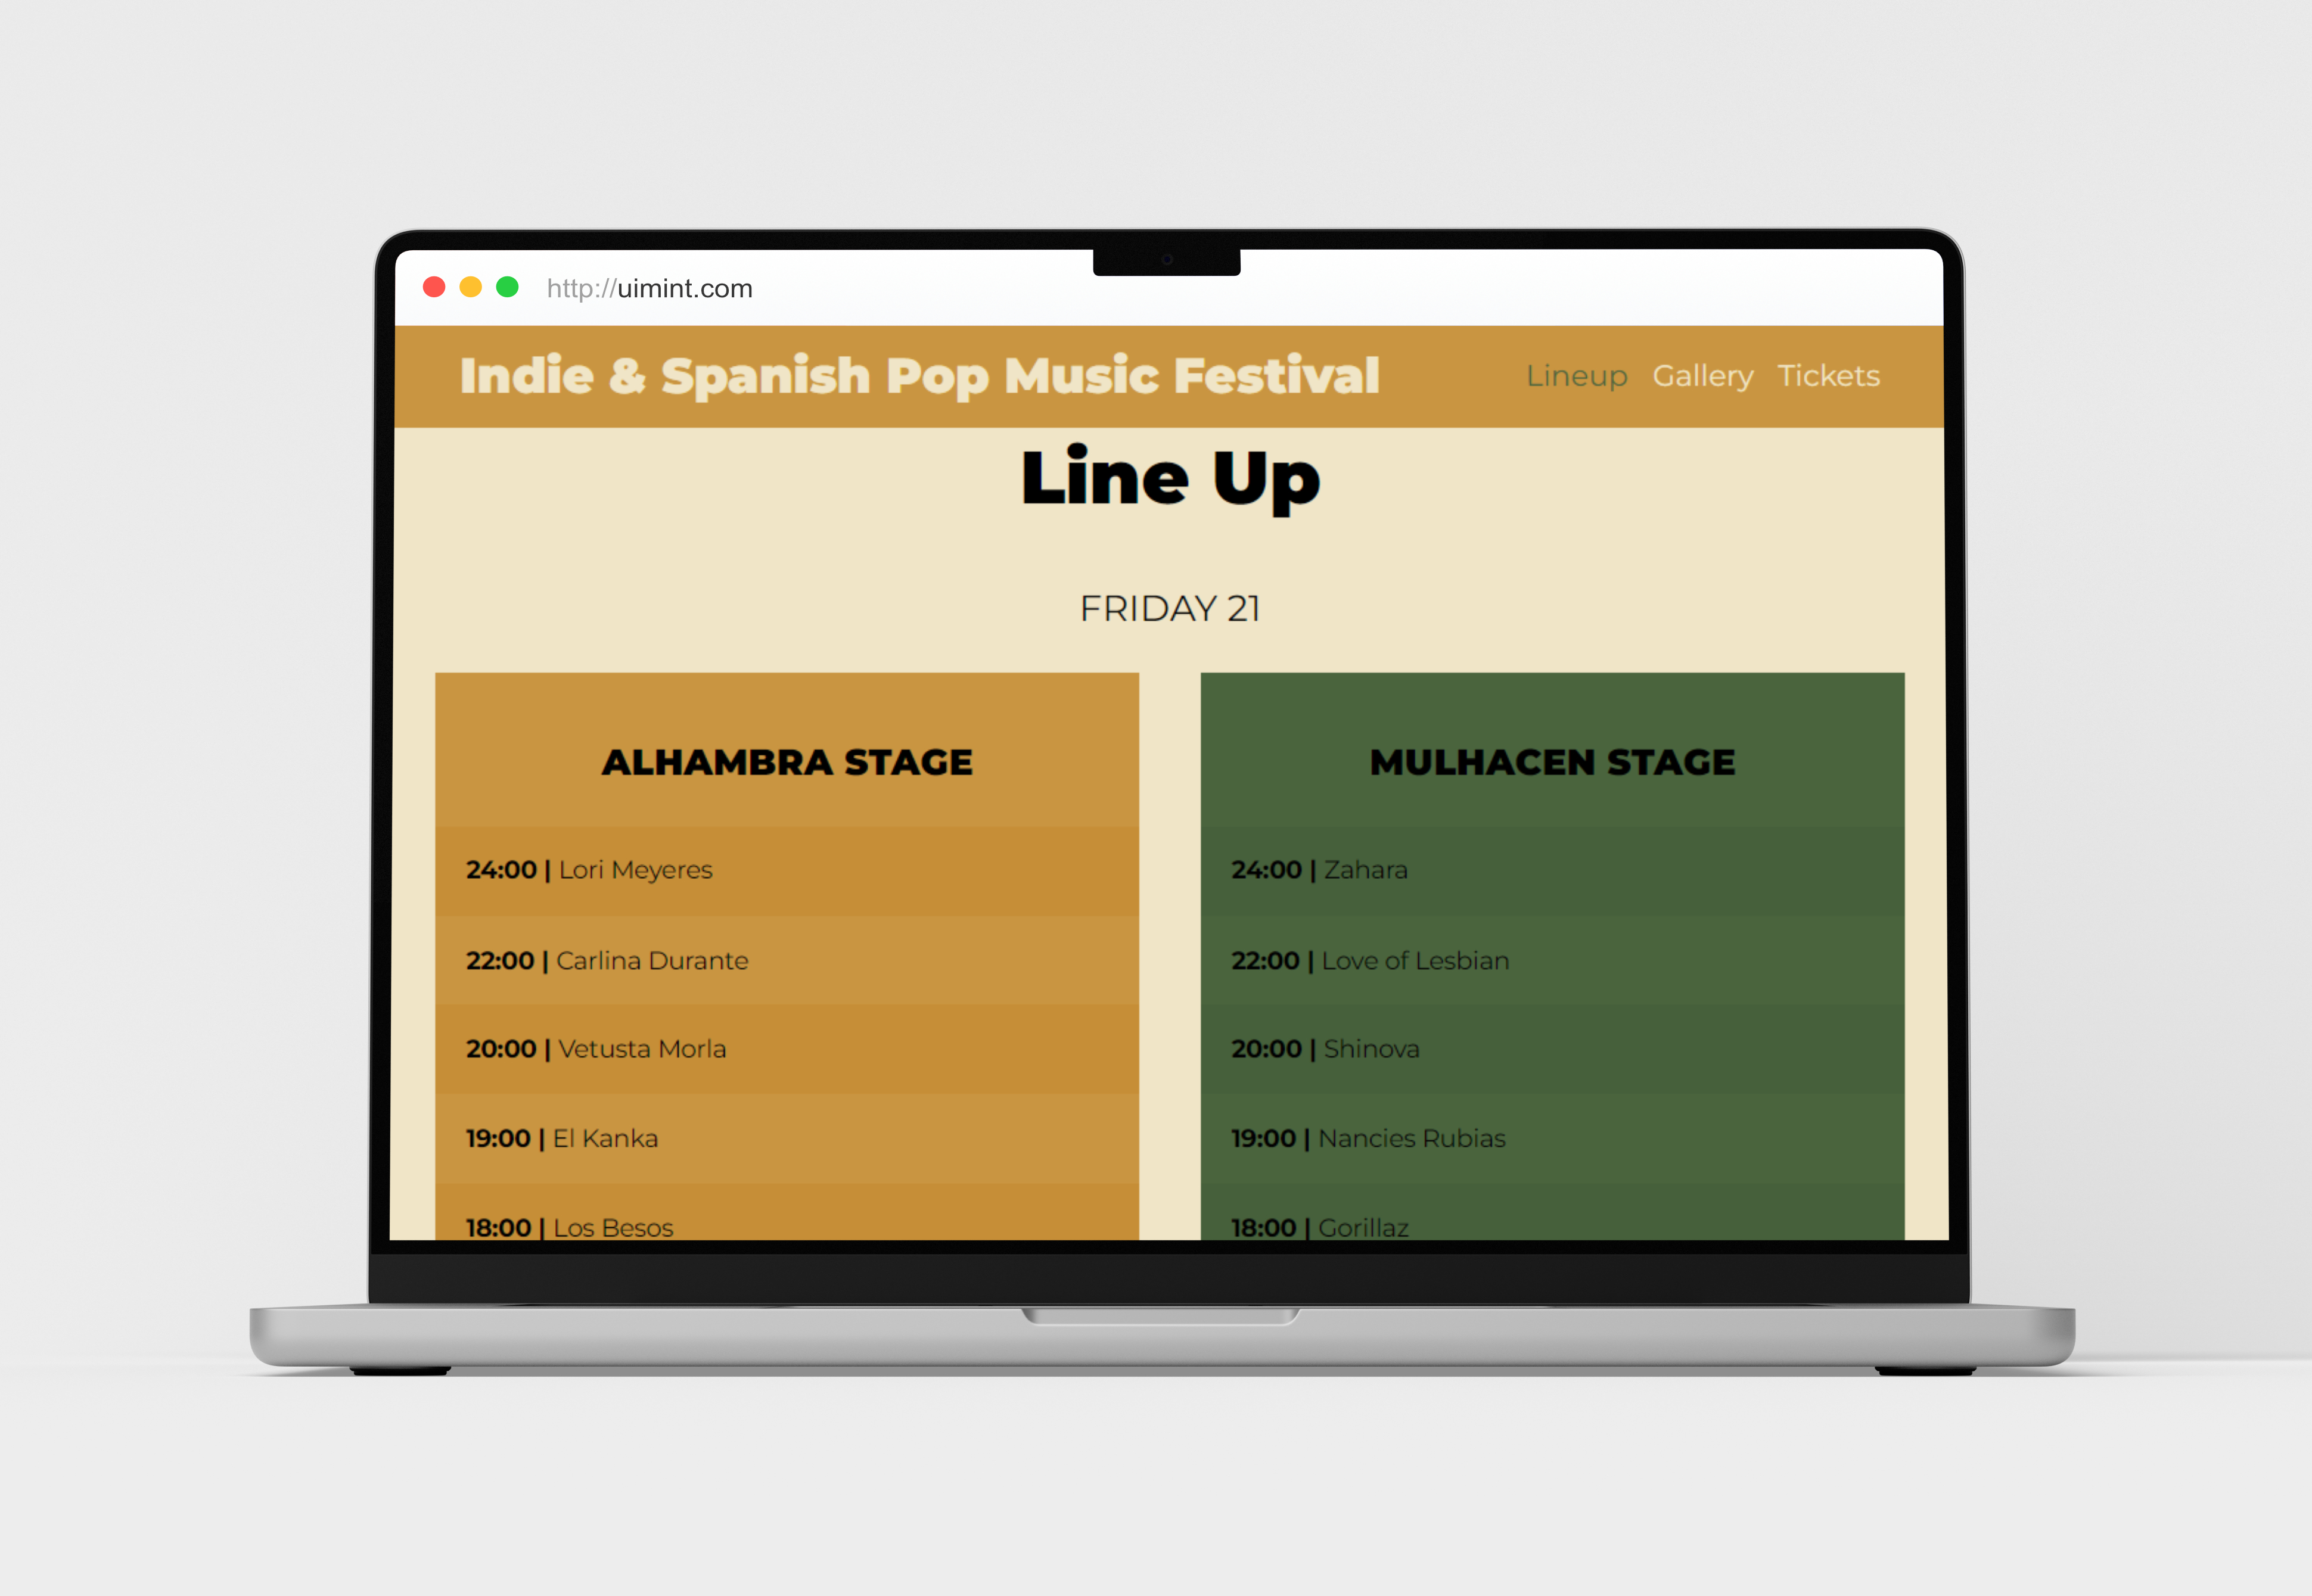 http://uimint.com
Indie & Spanish Pop Music Festival
Lineup Gallery Tickets
Line Up
FRIDAY 21
ALHAMBRA STAGE
24:00 | Lori Meyeres
22:00 | Carlina Durante
20:00 | Vetusta Morla
19:00 | El Kanka
18:00 | Los Besos
MULHACEN STAGE
24:00 | Zahara
22:00 | Love of Lesbian
20:00 | Shinova
19:00 | Nancies Rubias
18:00 | Gorillaz